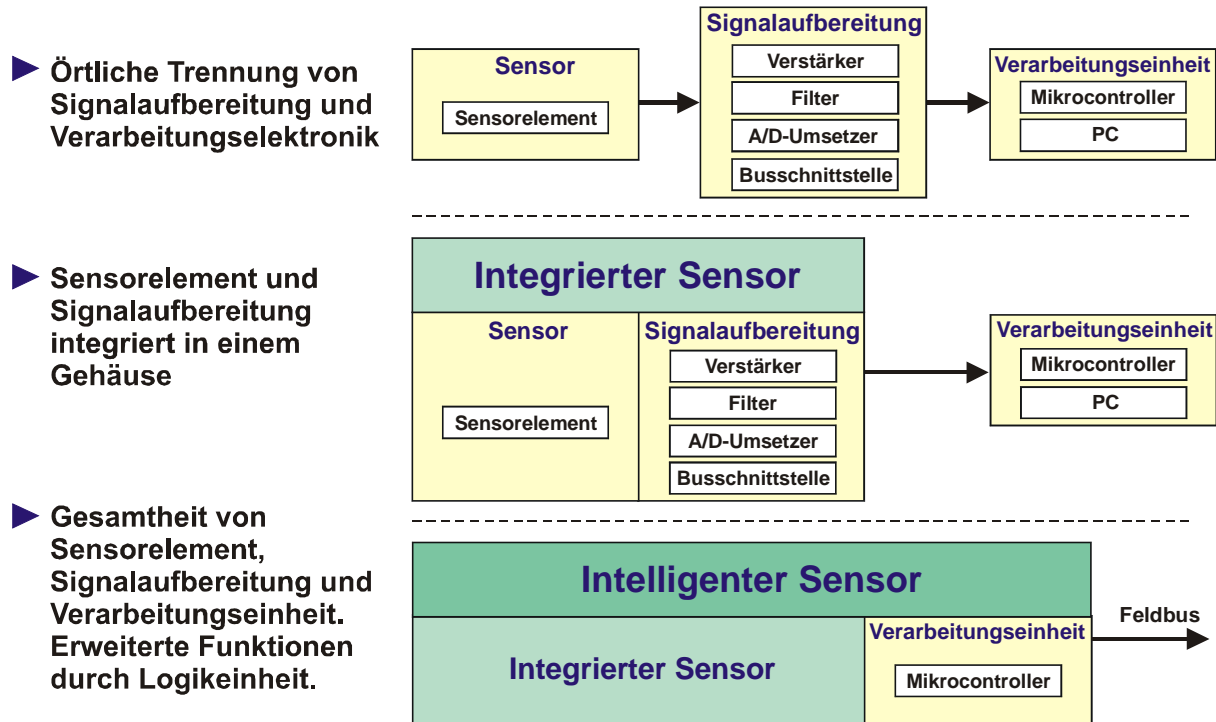 Örtliche Trennung von
Signalaufbereitung und
Verarbeitungselektronik
Sensor
Sensorelement
Signalaufbereitung
Verstärker
Filter
A/D-Umsetzer
Busschnittstelle
Verarbeitungseinheit
Mikrocontroller
PC
Sensorelement und
Signalaufbereitung
integriert in einem
Gehäuse
Integrierter Sensor
Sensor
Sensorelement
Signalaufbereitung
Verstärker
Filter
A/D-Umsetzer
Busschnittstelle
Verarbeitungseinheit
Mikrocontroller
PC
Gesamtheit von
Sensorelement,
Signalaufbereitung und
Verarbeitungseinheit.
Erweiterte Funktionen
durch Logikeinheit.
Intelligenter Sensor
Integrierter Sensor
Verarbeitungseinheit
Mikrocontroller
Feldbus